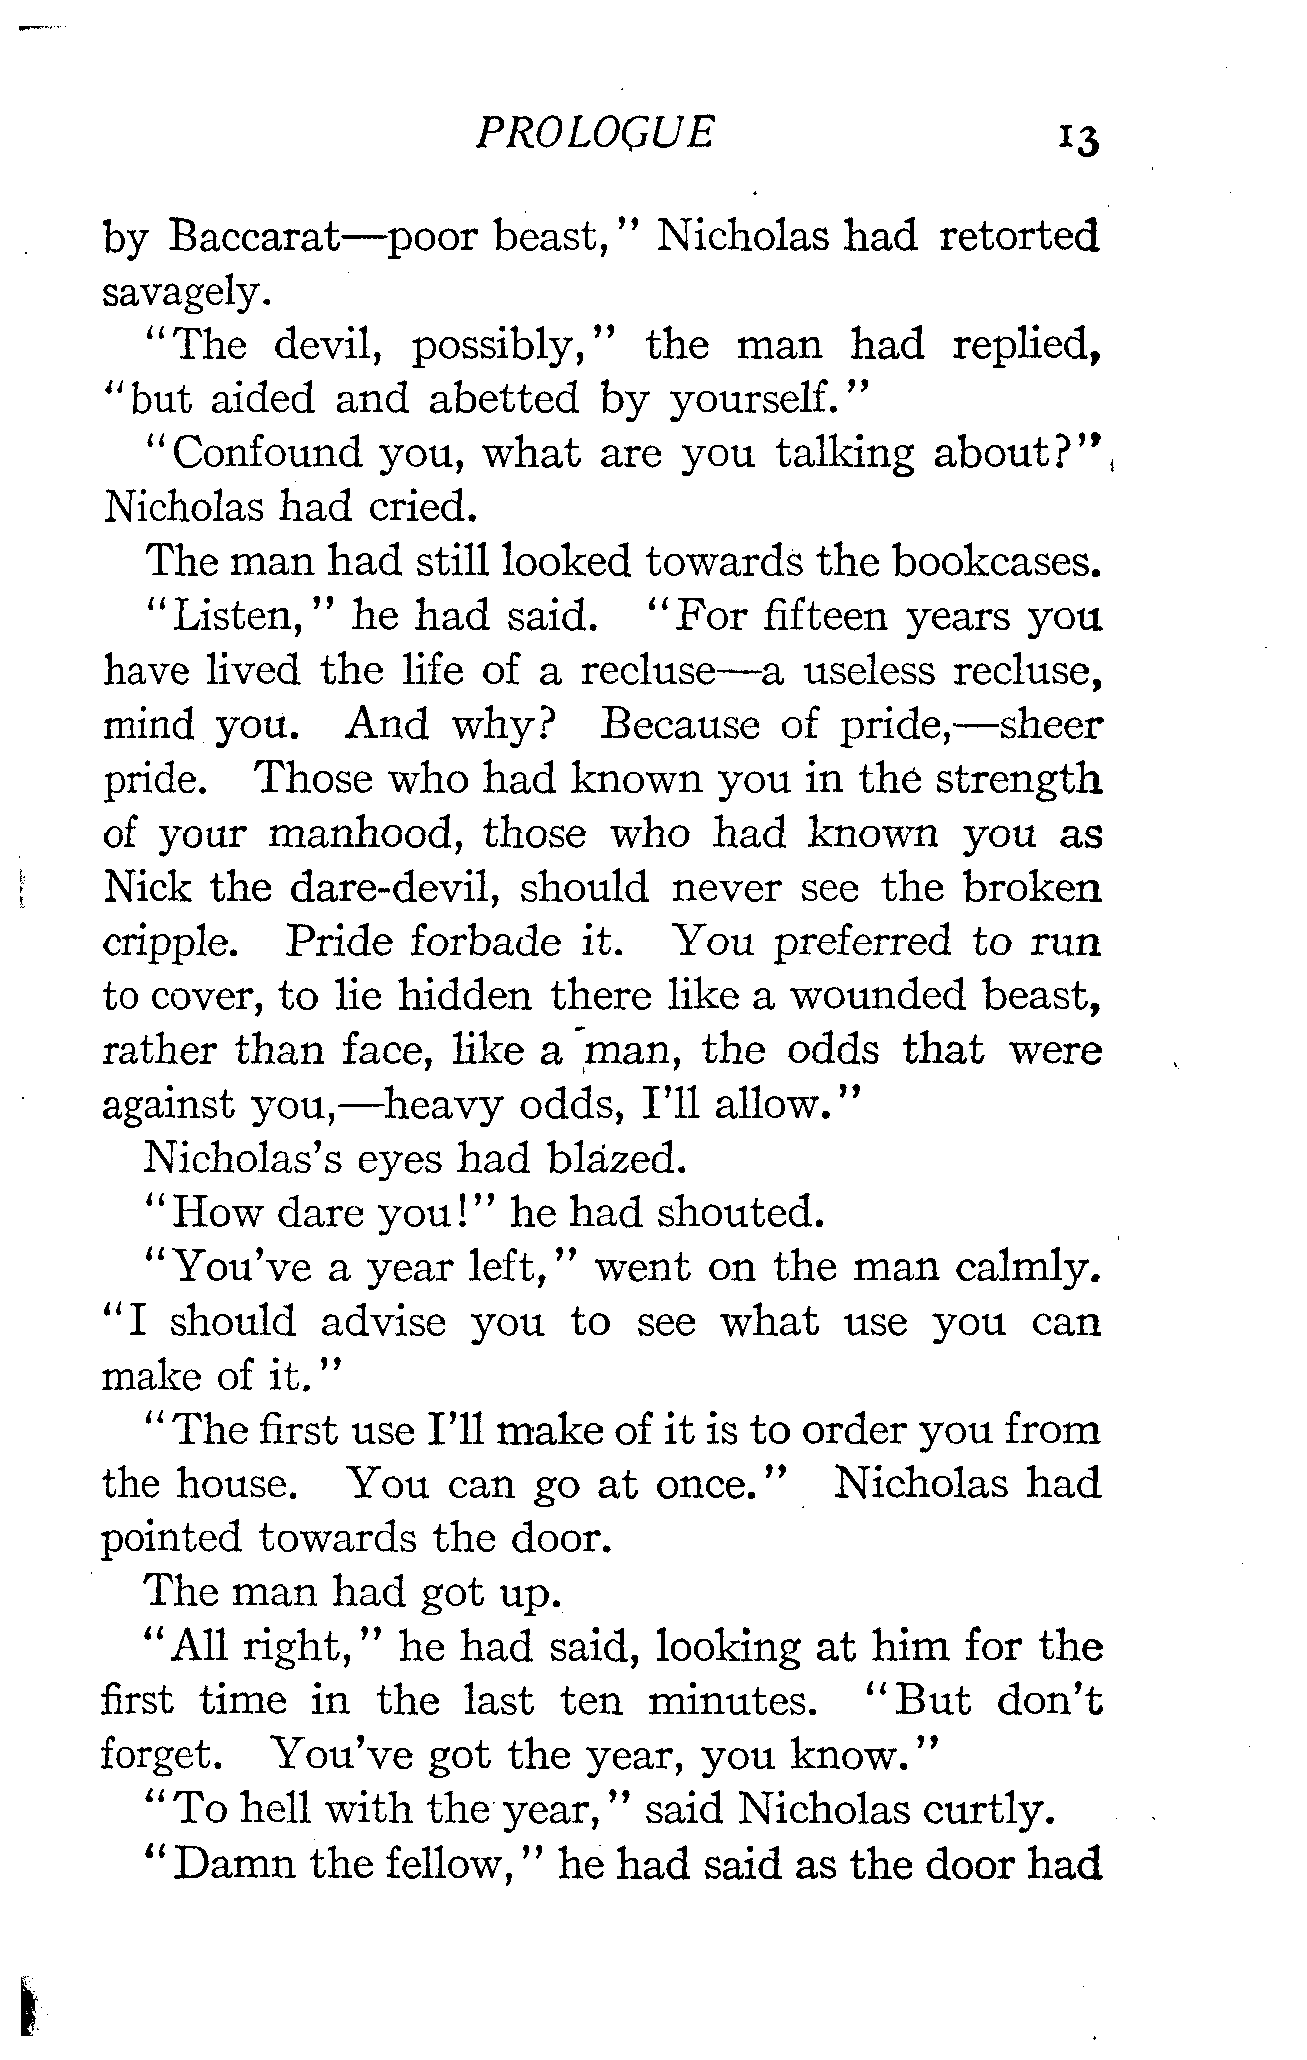 PROLOGUE 13
by Baccarat—poor beast," Nicholas had retorted
savagely.
"The devil, possibly," the man had replied,
"but aided and abetted by yourself."
"Confound you, what are you talking about?"
Nicholas had cried.
The man had still looked towards the bookcases.
"Listen," he had said. "For fifteen years you
have lived the life of a recluse—a useless recluse,
mind you. And why? Because of pride,—sheer
pride. Those who had known you in the strength
of your manhood, those who had known you as
Nick the dare-devil, should never see the broken
cripple. Pride forbade it. You preferred to run
to cover, to lie hidden there like a wounded beast,
rather than face, like a man, the odds that were
against you,—heavy odds, I'll allow."
Nicholas's eyes had blazed.
"How dare you!" he had shouted.
"You've a year left," went on the man calmly.
"I should advise you to see what use you can
make of it."
"The first use I'll make of it is to order you from
the house. You can go at once." Nicholas had
pointed towards the door.
The man had got up.
"All right," he had said, looking at him for the
first time in the last ten minutes. "But don't
forget. You've got the year, you know."
"To hell with the year," said Nicholas curtly.
"Damn the fellow," he had said as the door had